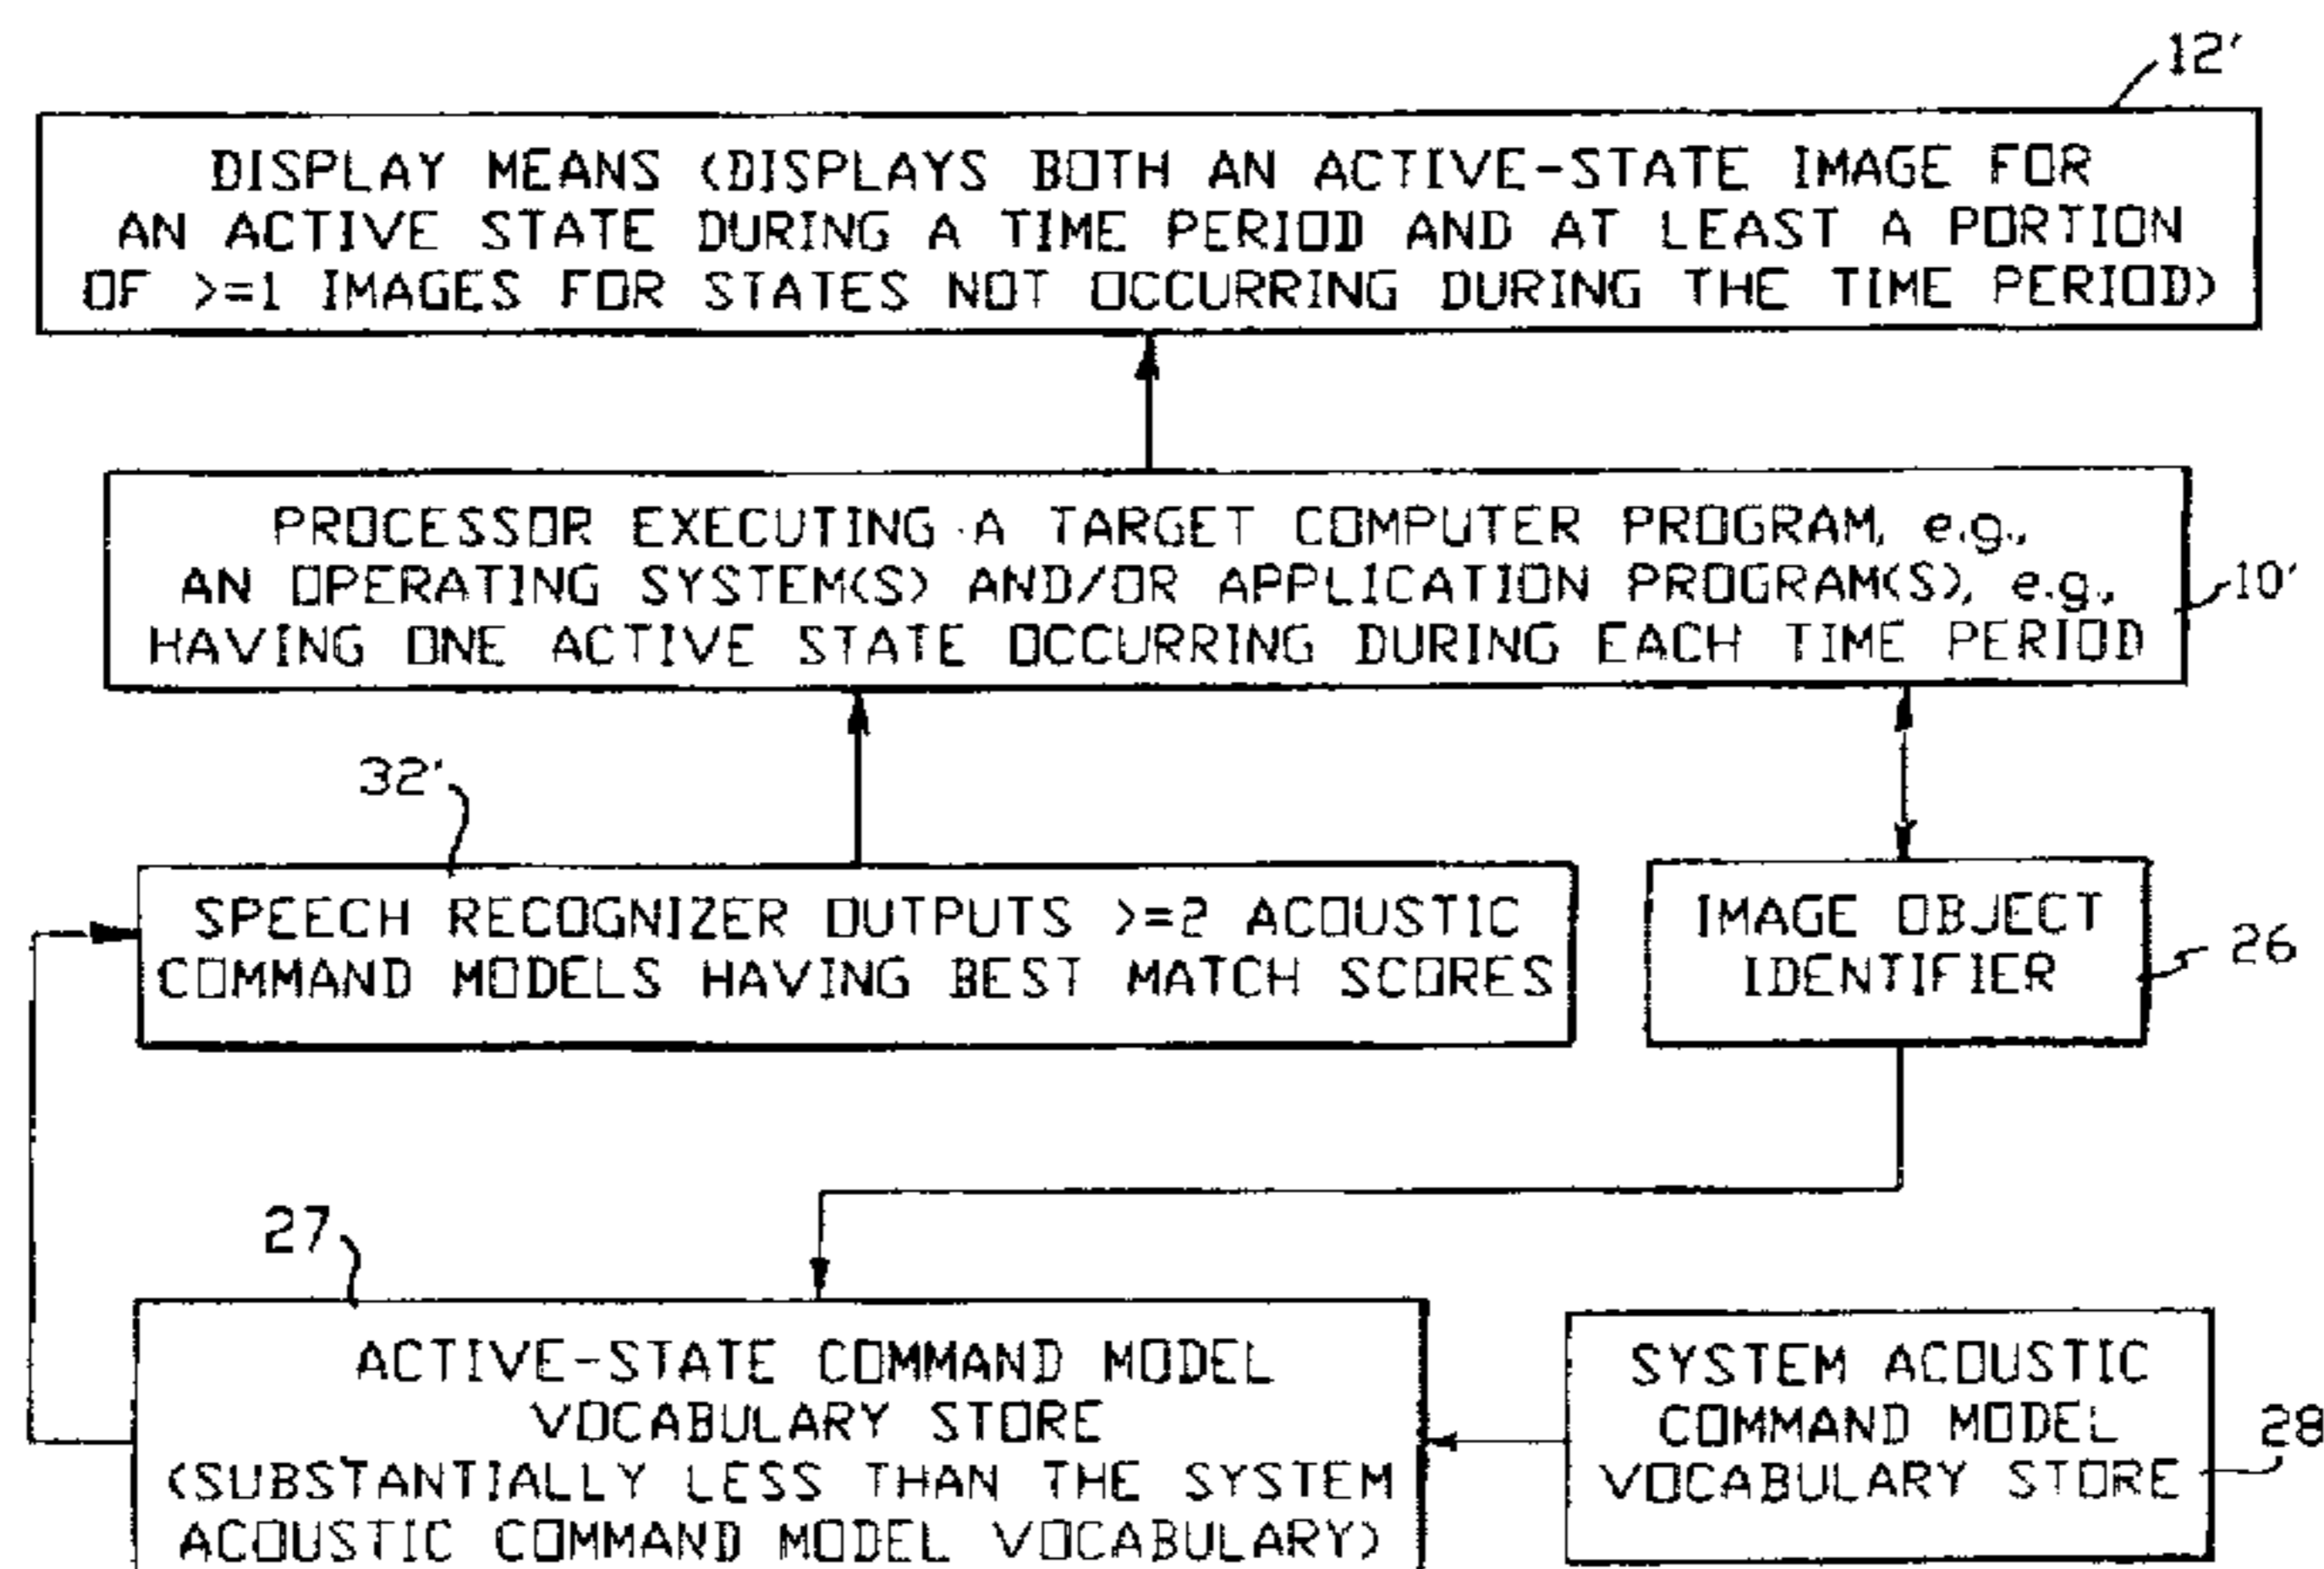 12'
DISPLAY MEANS (DISPLAYS BOTH AN ACTIVE-STATE IMAGE FOR
AN ACTIVE STATE DURING A TIME PERIOD AND AT LEAST A PORTION
OF >=1 IMAGES FOR STATES NOT OCCURRING DURING THE TIME PERIOD)
PROCESSOR EXECUTING A TARGET COMPUTER PROGRAM, e.g.,
AN OPERATING SYSTEM(S) AND/OR APPLICATION PROGRAM(S), e.g.,
HAVING ONE ACTIVE STATE OCCURRING DURING EACH TIME PERIOD
10'
32'
SPEECH RECOGNIZER OUTPUTS >=2 ACOUSTIC
COMMAND MODELS HAVING BEST MATCH SCORES
IMAGE OBJECT
IDENTIFIER
26
27
ACTIVE-STATE COMMAND MODEL
VOCABULARY STORE
(SUBSTANTIALLY LESS THAN THE SYSTEM
ACOUSTIC COMMAND MODEL VOCABULARY)
SYSTEM ACOUSTIC
COMMAND MODEL
VOCABULARY STORE
28